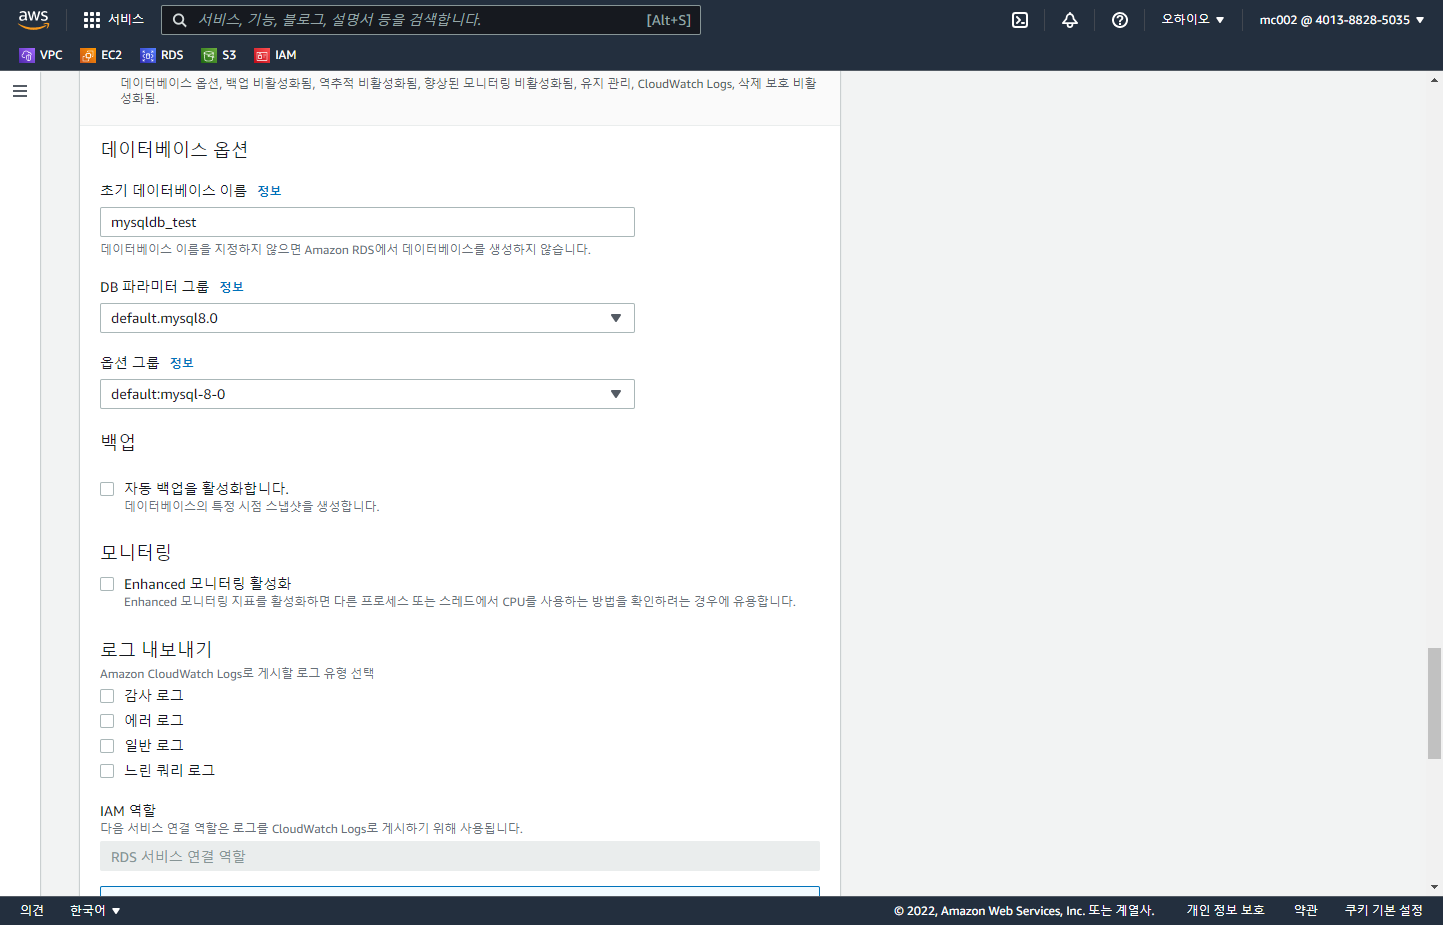 aws 서비스 서비스, 기능, 블로그, 설명서 등을 검색합니다. [Alt+S] 오하이오 mc002 @ 4013-8828-5035
VPC EC2 RDS S3 IAM
데이터베이스 옵션, 백업 비활성화됨, 역추적 비활성화됨, 향상된 모니터링 비활성화됨, 유지 관리, CloudWatch Logs, 삭제 보호 비활
성화됨.
데이터베이스 옵션
초기 데이터베이스 이름 정보
mysqldb_test
데이터베이스 이름을 지정하지 않으면 Amazon RDS에서 데이터베이스를 생성하지 않습니다.
DB 파라미터 그룹 정보
default.mysql8.0
옵션 그룹 정보
default:mysql-8-0
백업
자동 백업을 활성화합니다.
데이터베이스의 특정 시점 스냅샷을 생성합니다.
모니터링
Enhanced 모니터링 활성화
Enhanced 모니터링 지표를 활성화하면 다른 프로세스 또는 스레드에서 CPU를 사용하는 방법을 확인하려는 경우에 유용합니다.
로그 내보내기
Amazon CloudWatch Logs로 게시할 로그 유형 선택
감사 로그
에러 로그
일반 로그
느린 쿼리 로그
IAM 역할
다음 서비스 연결 역할은 로그를 CloudWatch Logs로 게시하기 위해 사용됩니다.
RDS 서비스 연결 역할
의견 한국어 © 2022, Amazon Web Services, Inc. 또는 계열사. 개인 정보 보호 약관 쿠키 기본 설정